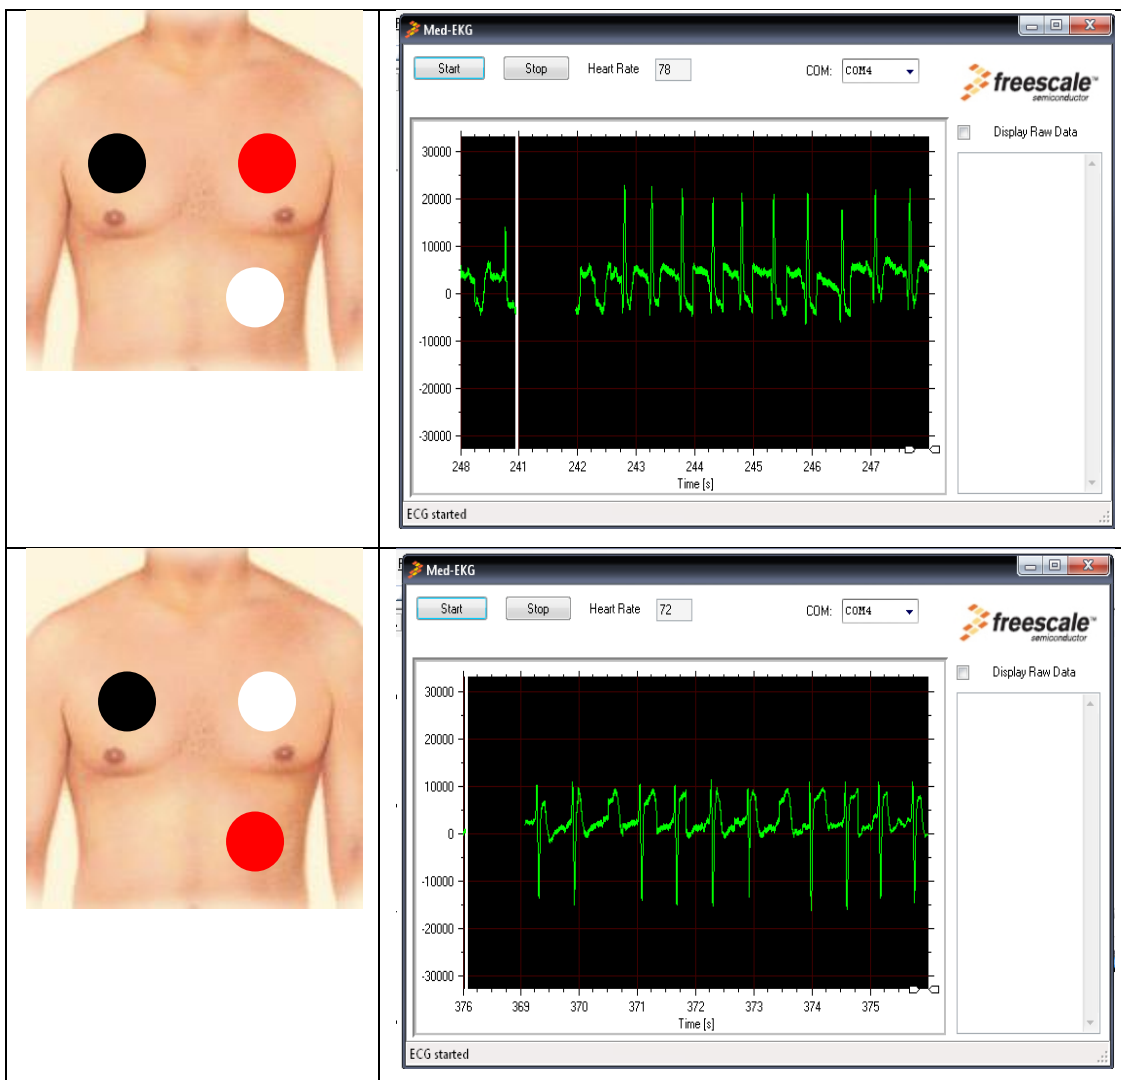 Med-EKG
Start Stop Heart Rate 78 COM: COM4
freescale™
semiconductor
Display Raw Data
30000
20000
10000
0
-10000
-20000
-30000
248 241 242 243 244 245 246 247
Time [s]
ECG started
Med-EKG
Start Stop Heart Rate 72 COM: COM4
freescale™
semiconductor
Display Raw Data
30000
20000
10000
0
-10000
-20000
-30000
376 369 370 371 372 373 374 375
Time [s]
ECG started